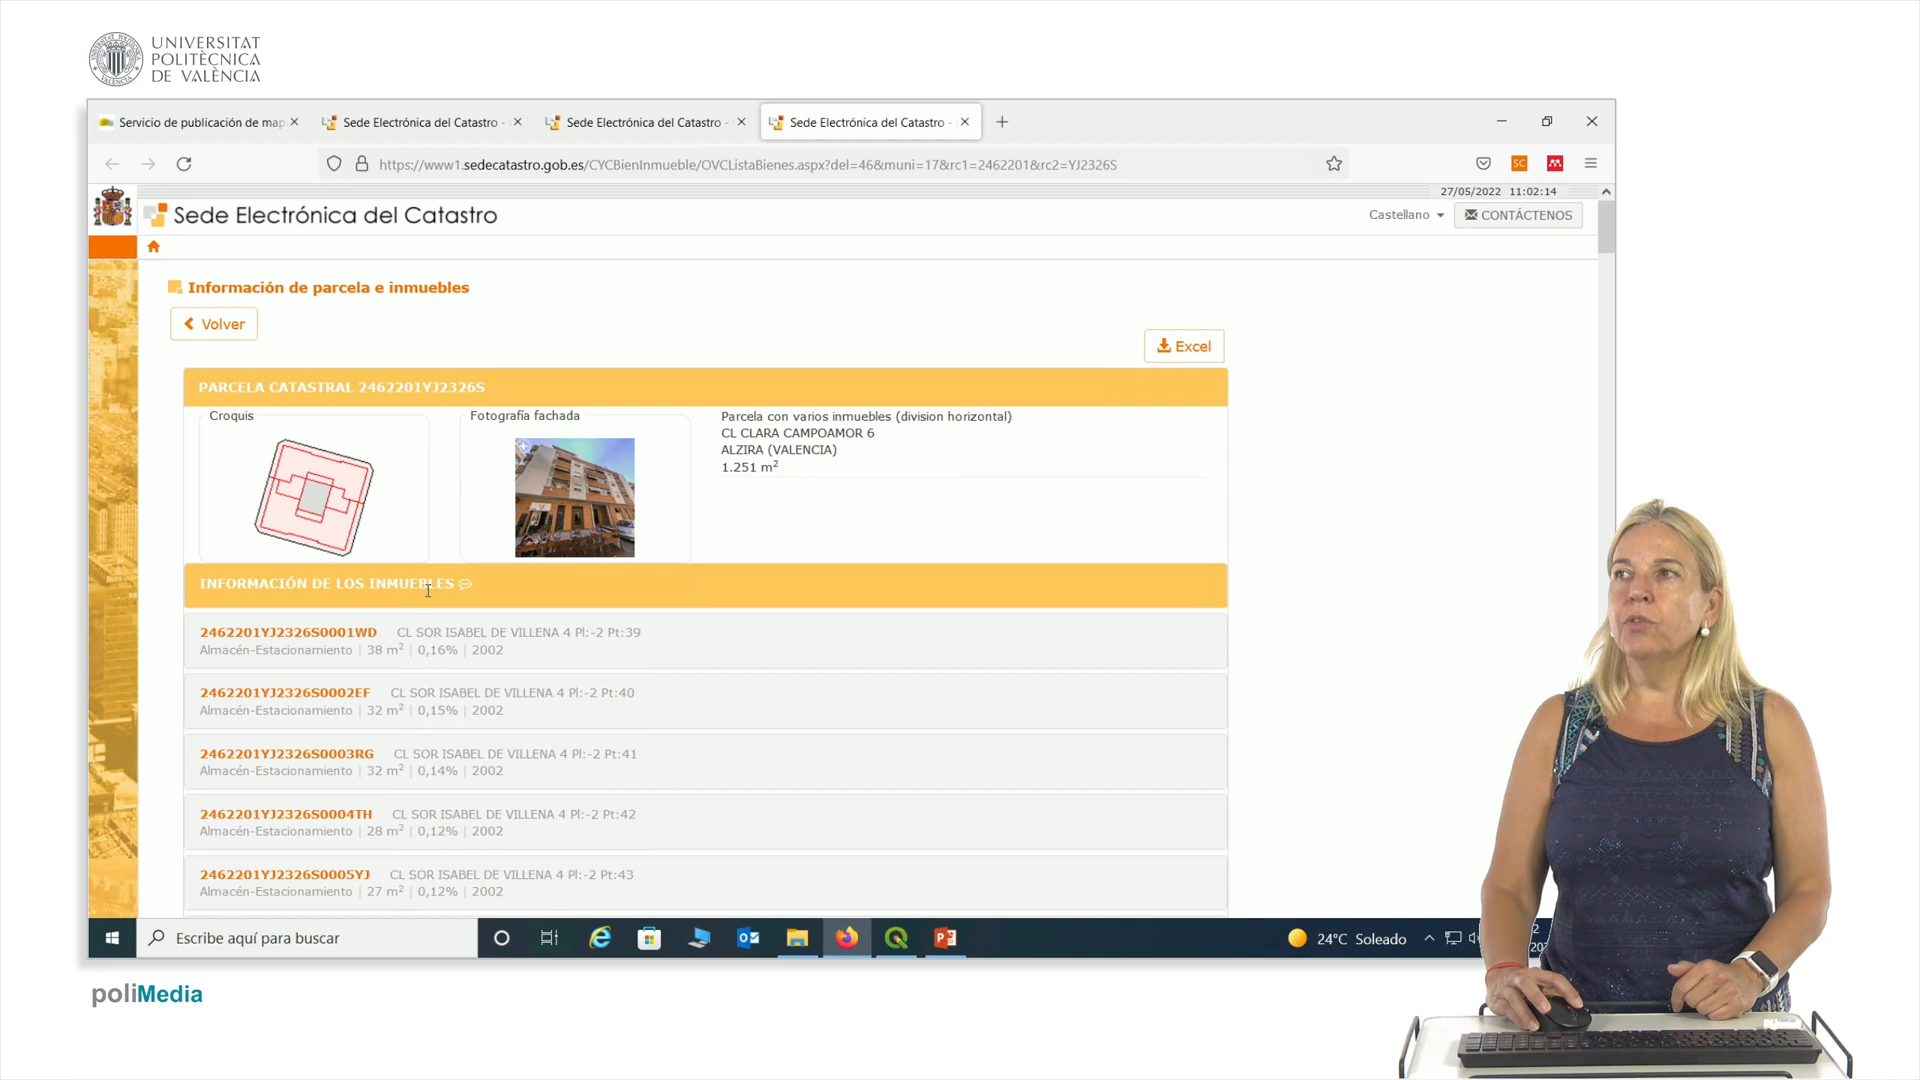 UNIVERSITAT
POLITÈCNICA
DE VALÈNCIA
Servicio de publicación de map
Sede Electrónica del Catastro -
Sede Electrónica del Catastro -
Sede Electrónica del Catastro -
https://www1.sedecatastro.gob.es/CYCBienInmueble/OVCListaBienes.aspx?del=46&muni=17&rc1=2462201&rc2=YJ2326S
SC
27/05/2022 11:02:14
Sede Electrónica del Catastro
Castellano
CONTÁCTENOS
Información de parcela e inmuebles
Volver
Excel
PARCELA CATASTRAL 2462201YJ2326S
Croquis
Fotografía fachada
Parcela con varios inmuebles (division horizontal)
CL CLARA CAMPOAMOR 6
ALZIRA (VALENCIA)
1.251 m²
INFORMACIÓN DE LOS INMUEBLES
2462201YJ2326S0001WD CL SOR ISABEL DE VILLENA 4 Pl:-2 Pt:39
Almacén-Estacionamiento | 38 m² | 0,16% | 2002
2462201YJ2326S0002EF CL SOR ISABEL DE VILLENA 4 Pl:-2 Pt:40
Almacén-Estacionamiento | 32 m² | 0,15% | 2002
2462201YJ2326S0003RG CL SOR ISABEL DE VILLENA 4 Pl:-2 Pt:41
Almacén-Estacionamiento | 32 m² | 0,14% | 2002
2462201YJ2326S0004TH CL SOR ISABEL DE VILLENA 4 Pl:-2 Pt:42
Almacén-Estacionamiento | 28 m² | 0,12% | 2002
2462201YJ2326S0005YJ CL SOR ISABEL DE VILLENA 4 Pl:-2 Pt:43
Almacén-Estacionamiento | 27 m² | 0,12% | 2002
Escribe aquí para buscar
24°C Soleado
poliMedia